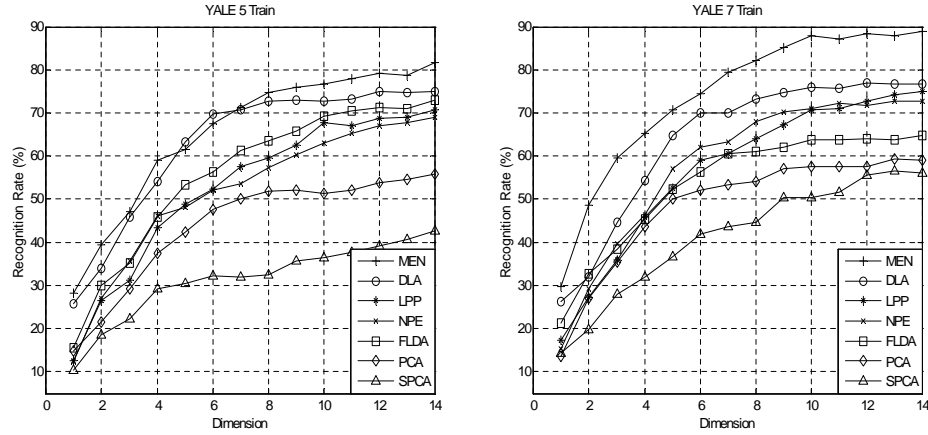 YALE 5 Train
90
80
70
60
50
40
30
20
10
Recognition Rate (%)
0 2 4 6 8 10 12 14
Dimension
MEN
DLA
LPP
NPE
FLDA
PCA
SPCA
YALE 7 Train
90
80
70
60
50
40
30
20
10
Recognition Rate (%)
0 2 4 6 8 10 12 14
Dimension
MEN
DLA
LPP
NPE
FLDA
PCA
SPCA